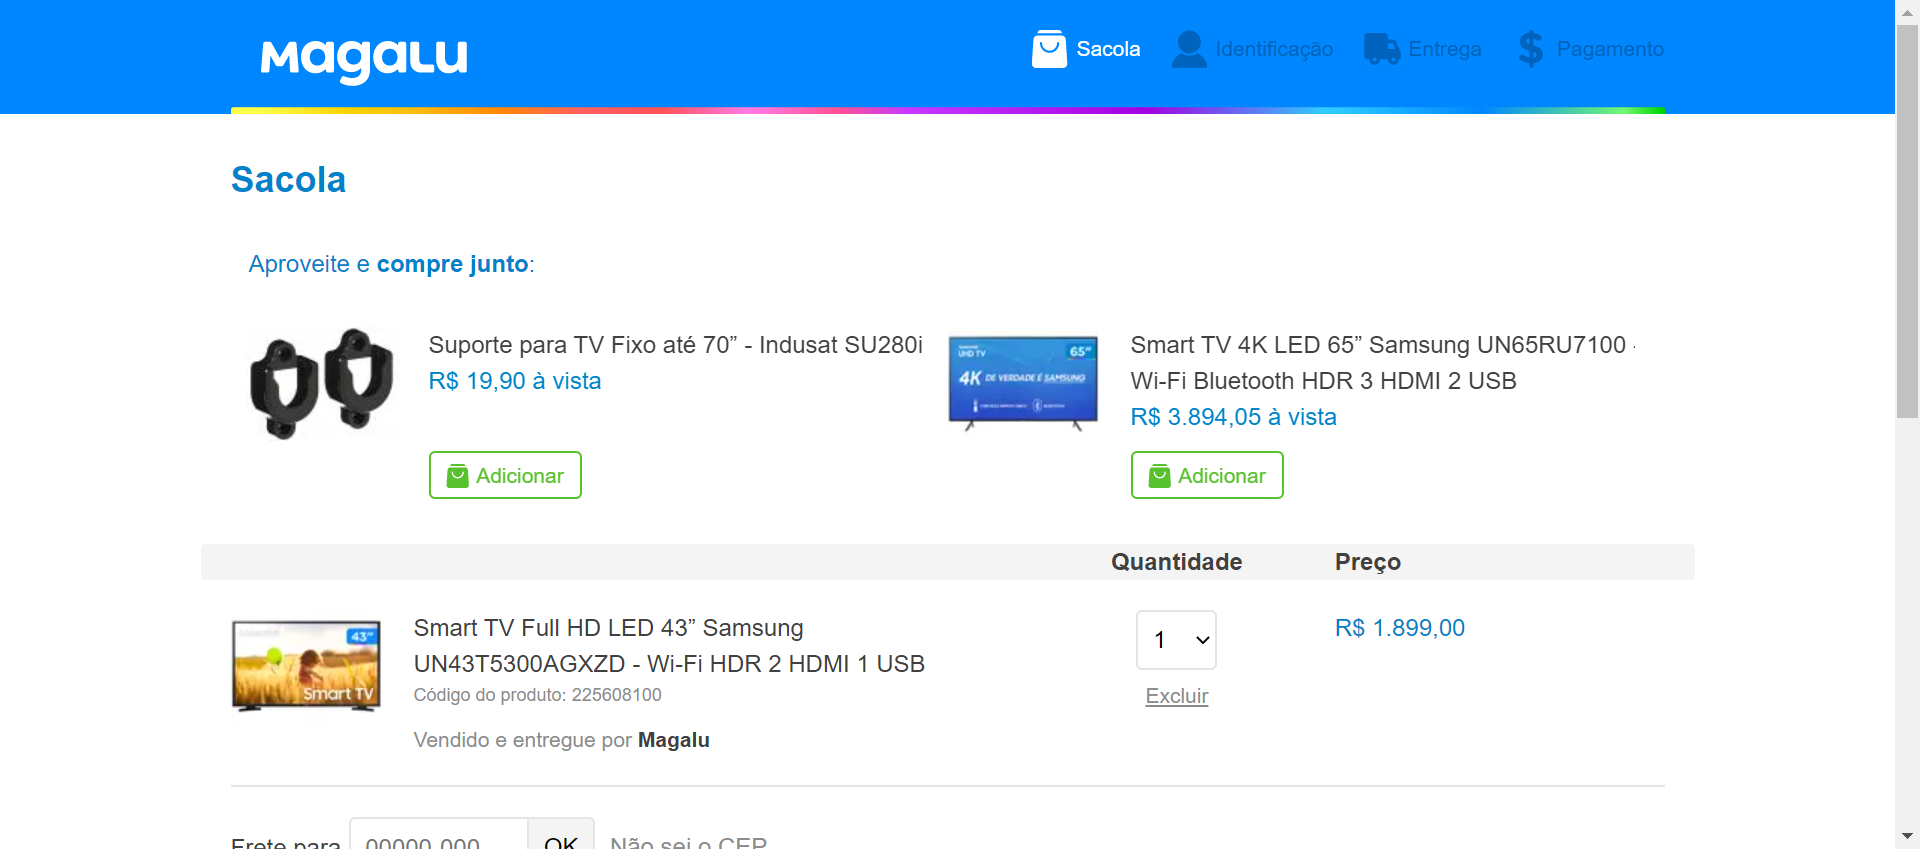 Magalu
Sacola
Identificação
Entrega
Pagamento
Sacola
Aproveite e compre junto:
Suporte para TV Fixo até 70” - Indusat SU280i
R$ 19,90 à vista
Adicionar
UHD TV
65”
4K DE VERDADE É SAMSUNG
Smart TV 4K LED 65” Samsung UN65RU7100 -
Wi-Fi Bluetooth HDR 3 HDMI 2 USB
R$ 3.894,05 à vista
Adicionar
Quantidade
Preço
43”
Smart TV
Smart TV Full HD LED 43” Samsung
UN43T5300AGXZD - Wi-Fi HDR 2 HDMI 1 USB
Código do produto: 225608100
Vendido e entregue por Magalu
1
Excluir
R$ 1.899,00
Frete para
00000-000
OK
Não sei o CEP